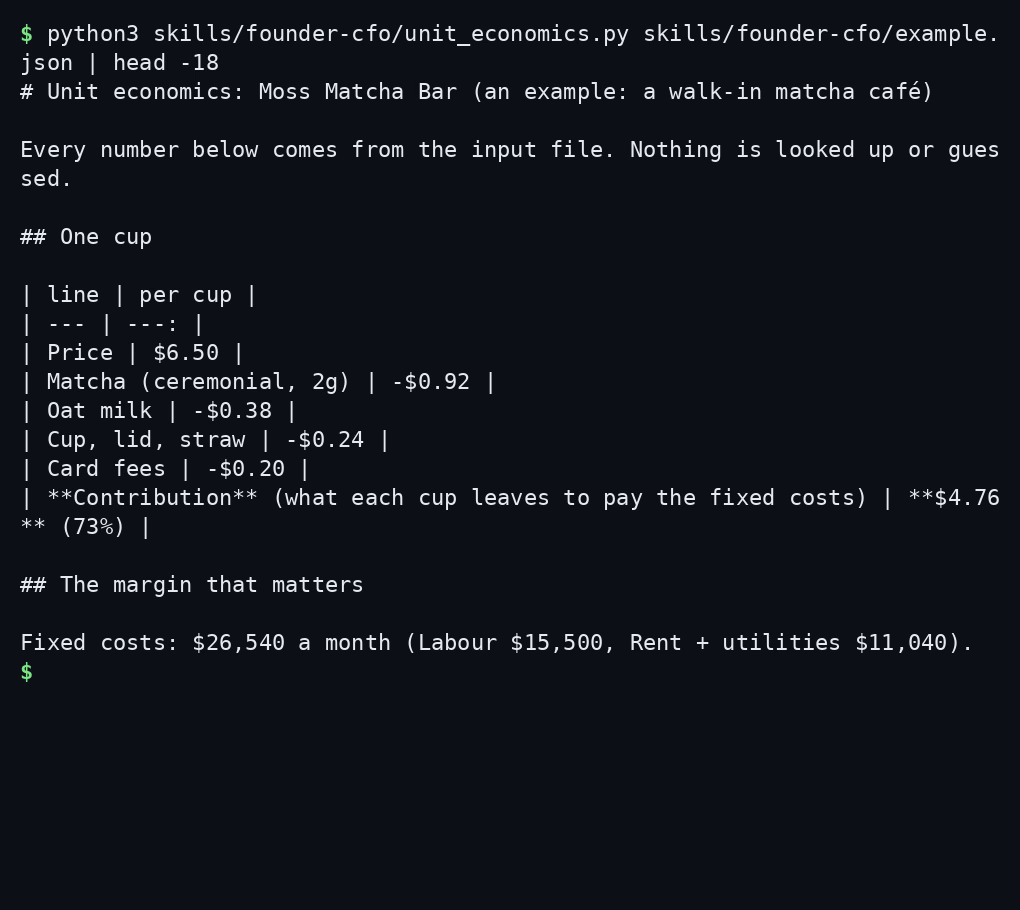 $ python3 skills/founder-cfo/unit_economics.py skills/founder-cfo/example.
json | head -18
# Unit economics: Moss Matcha Bar (an example: a walk-in matcha café)
Every number below comes from the input file. Nothing is looked up or gues
sed.
## One cup
| line | per cup |
| --- | ---: |
| Price | $6.50 |
| Matcha (ceremonial, 2g) | -$0.92 |
| Oat milk | -$0.38 |
| Cup, lid, straw | -$0.24 |
| Card fees | -$0.20 |
| **Contribution** (what each cup leaves to pay the fixed costs) | **$4.76
** (73%) |
## The margin that matters
Fixed costs: $26,540 a month (Labour $15,500, Rent + utilities $11,040).
$